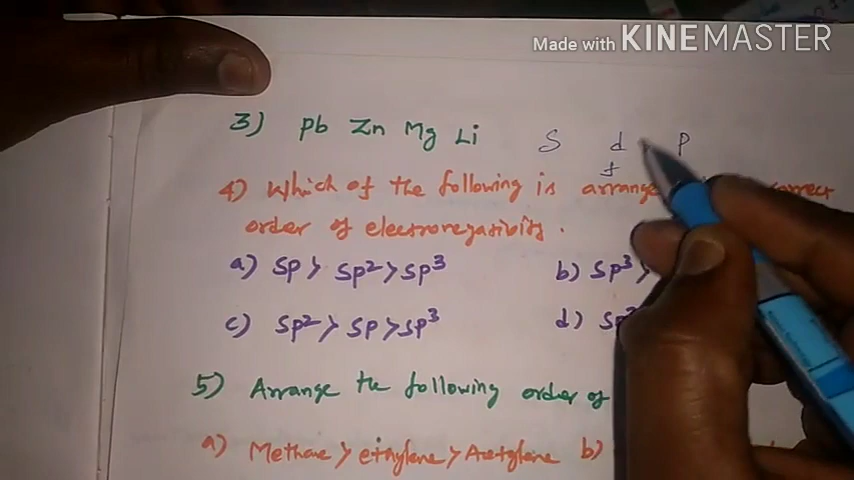 Made with KINEMASTER
3) Pb Zn Mg Li S d P
f
4) Which of the following is correct
order of electronegativity.
a) SP > SP² > SP³ b) SP³ >
c) SP² > SP > SP³ d)
5) Arrange the following order of
a) Methane > ethylene > Acetylene b)